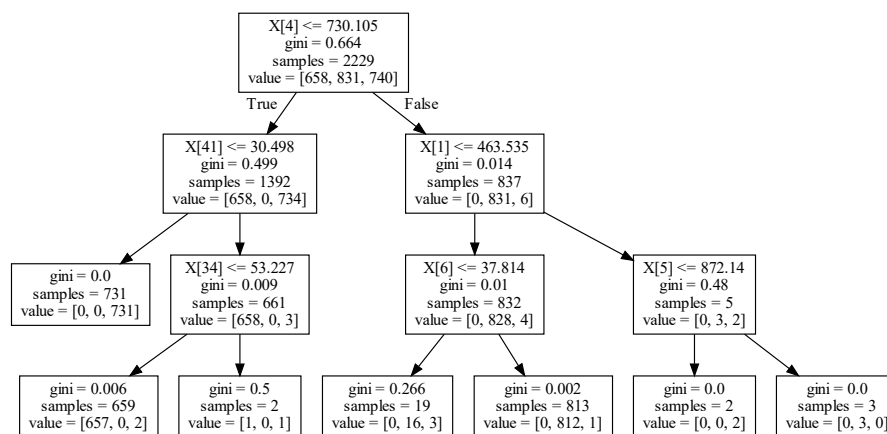 X[4] <= 730.105
gini = 0.664
samples = 2229
value = [658, 831, 740]
True
False
X[41] <= 30.498
gini = 0.499
samples = 1392
value = [658, 0, 734]
X[1] <= 463.535
gini = 0.014
samples = 837
value = [0, 831, 6]
gini = 0.0
samples = 731
value = [0, 0, 731]
X[34] <= 53.227
gini = 0.009
samples = 661
value = [658, 0, 3]
X[6] <= 37.814
gini = 0.01
samples = 832
value = [0, 828, 4]
X[5] <= 872.14
gini = 0.48
samples = 5
value = [0, 3, 2]
gini = 0.006
samples = 659
value = [657, 0, 2]
gini = 0.5
samples = 2
value = [1, 0, 1]
gini = 0.266
samples = 19
value = [0, 16, 3]
gini = 0.002
samples = 813
value = [0, 812, 1]
gini = 0.0
samples = 2
value = [0, 0, 2]
gini = 0.0
samples = 3
value = [0, 3, 0]